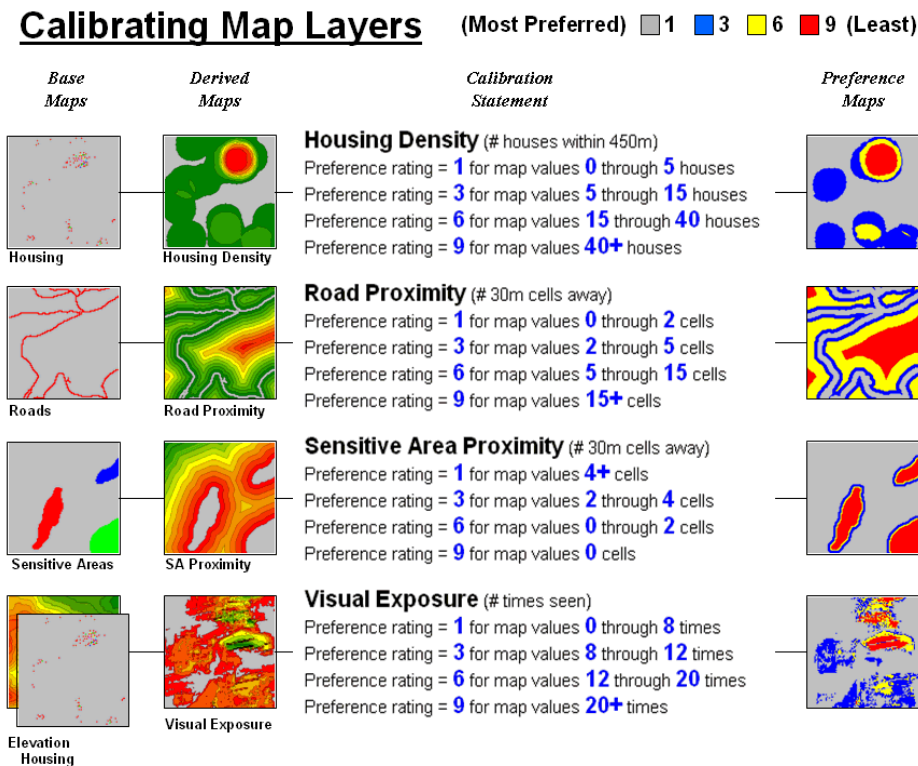 Calibrating Map Layers (Most Preferred) 1 3 6 9 (Least)
Base Maps
Derived Maps
Calibration Statement
Preference Maps
Housing Density (# houses within 450m)
Preference rating = 1 for map values 0 through 5 houses
Preference rating = 3 for map values 5 through 15 houses
Preference rating = 6 for map values 15 through 40 houses
Preference rating = 9 for map values 40+ houses
Housing
Housing Density
Road Proximity (# 30m cells away)
Preference rating = 1 for map values 0 through 2 cells
Preference rating = 3 for map values 2 through 5 cells
Preference rating = 6 for map values 5 through 15 cells
Preference rating = 9 for map values 15+ cells
Roads
Road Proximity
Sensitive Area Proximity (# 30m cells away)
Preference rating = 1 for map values 4+ cells
Preference rating = 3 for map values 2 through 4 cells
Preference rating = 6 for map values 0 through 2 cells
Preference rating = 9 for map values 0 cells
Sensitive Areas
SA Proximity
Visual Exposure (# times seen)
Preference rating = 1 for map values 0 through 8 times
Preference rating = 3 for map values 8 through 12 times
Preference rating = 6 for map values 12 through 20 times
Preference rating = 9 for map values 20+ times
Visual Exposure
Elevation
Housing